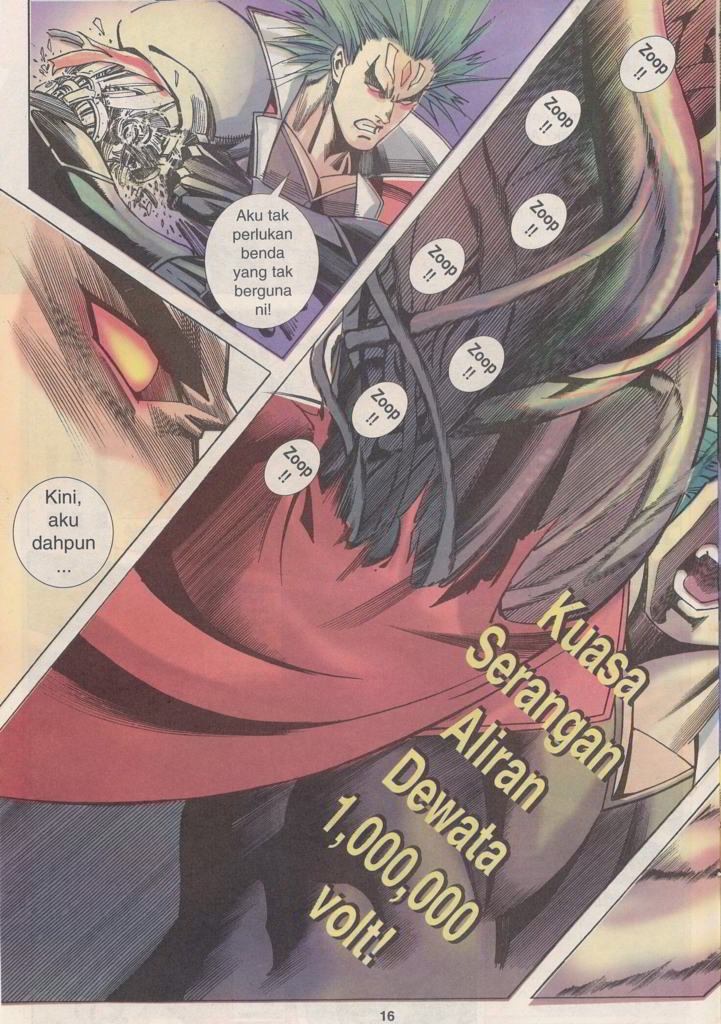 Aku tak
perlukan
benda
yang tak
berguna
ni!
Zoop
!!
Zoop
!!
Zoop
!!
Zoop
!!
Zoop
!!
Zoop
!!
Zoop
!!
Kini,
aku
dahpun
...
Kuasa
Serangan
Aliran
Dewata
1,000,000
volt!
16